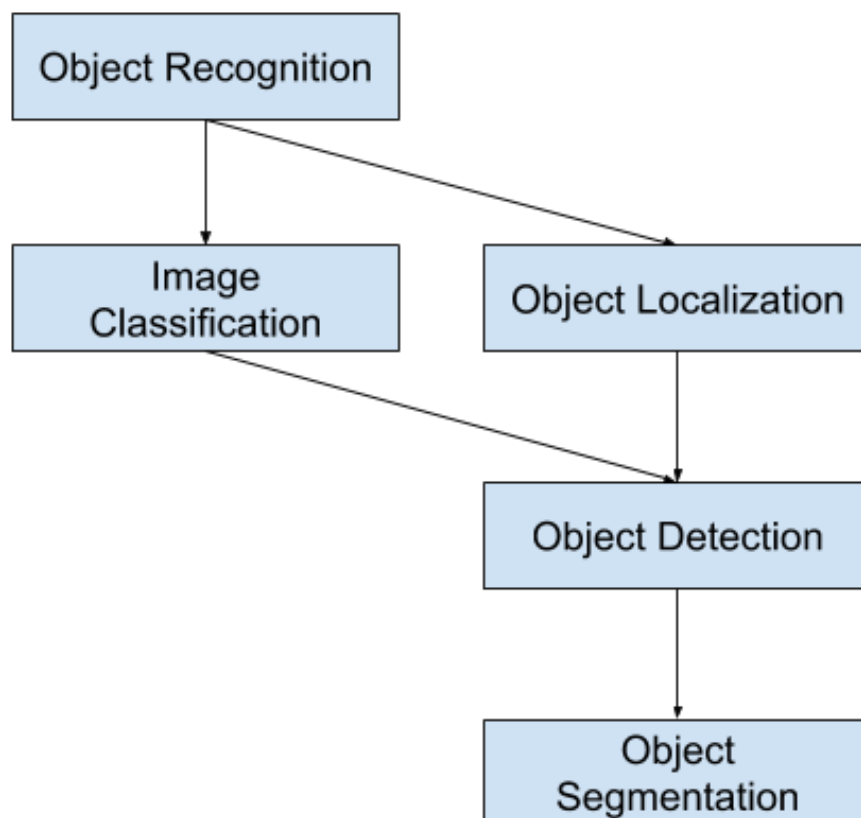 Object Recognition
Image
Classification
Object Localization
Object Detection
Object
Segmentation